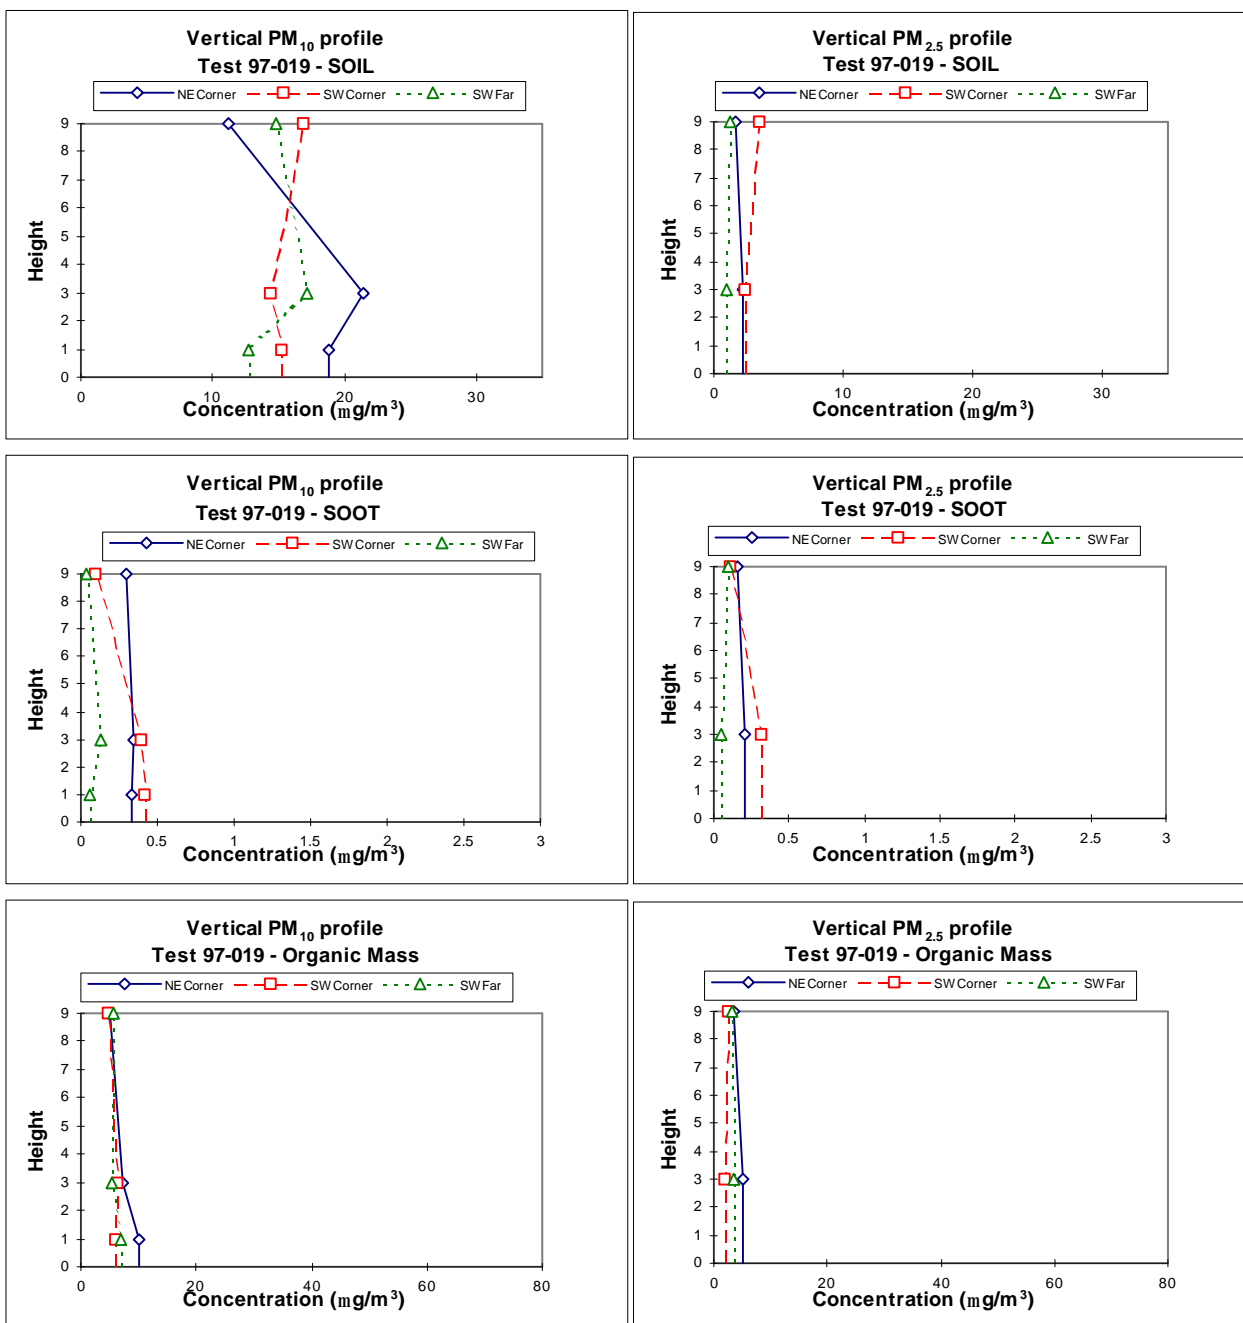 Vertical PM10 profile
Test 97-019 - SOIL
NE Corner SW Corner SW Far
9
8
7
6
5
4
3
2
1
0
Height
0 10 20 30
Concentration (mg/m3)
Vertical PM2.5 profile
Test 97-019 - SOIL
NE Corner SW Corner SW Far
9
8
7
6
5
4
3
2
1
0
Height
0 10 20 30
Concentration (mg/m3)
Vertical PM10 profile
Test 97-019 - SOOT
NE Corner SW Corner SW Far
9
8
7
6
5
4
3
2
1
0
Height
0 0.5 1 1.5 2 2.5 3
Concentration (mg/m3)
Vertical PM2.5 profile
Test 97-019 - SOOT
NE Corner SW Corner SW Far
9
8
7
6
5
4
3
2
1
0
Height
0 0.5 1 1.5 2 2.5 3
Concentration (mg/m3)
Vertical PM10 profile
Test 97-019 - Organic Mass
NE Corner SW Corner SW Far
9
8
7
6
5
4
3
2
1
0
Height
0 20 40 60 80
Concentration (mg/m3)
Vertical PM2.5 profile
Test 97-019 - Organic Mass
NE Corner SW Corner SW Far
9
8
7
6
5
4
3
2
1
0
Height
0 20 40 60 80
Concentration (mg/m3)